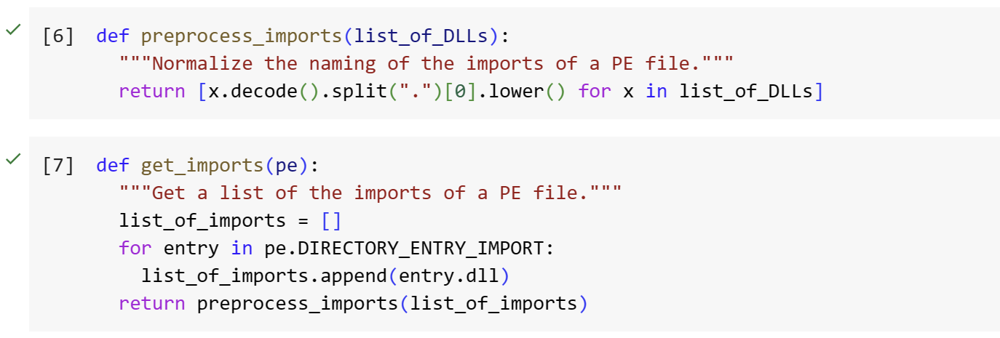 [6] def preprocess_imports(list_of_DLLs):
"""Normalize the naming of the imports of a PE file."""
return [x.decode().split(".")[0].lower() for x in list_of_DLLs]
[7] def get_imports(pe):
"""Get a list of the imports of a PE file."""
list_of_imports = []
for entry in pe.DIRECTORY_ENTRY_IMPORT:
list_of_imports.append(entry.dll)
return preprocess_imports(list_of_imports)